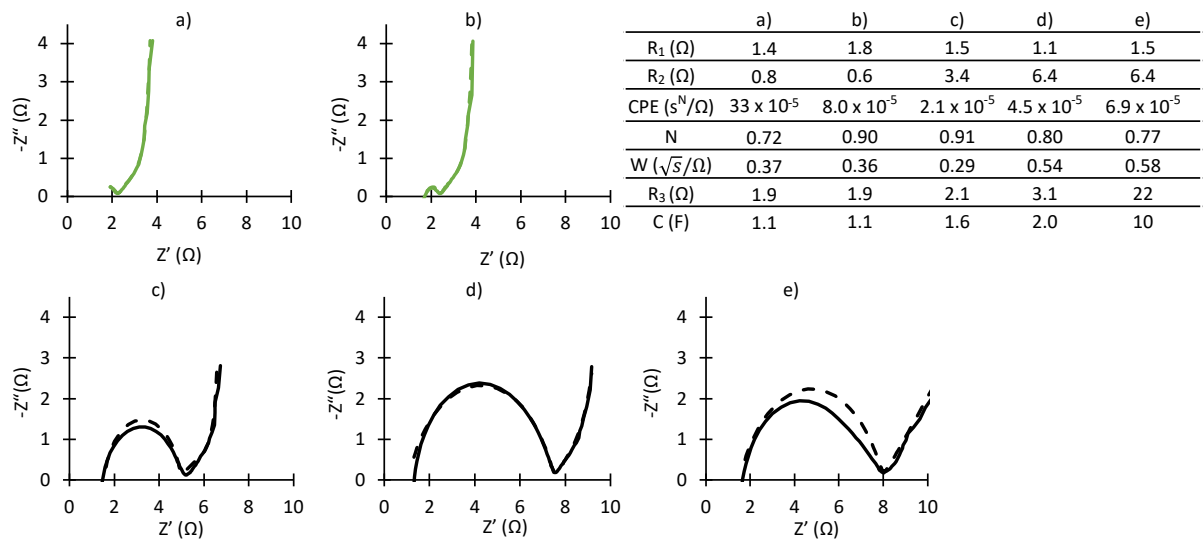 a)
4
3
2
1
0
-Z″ (Ω)
0 2 4 6 8 10
Z' (Ω)
b)
4
3
2
1
0
-Z″ (Ω)
0 2 4 6 8 10
Z' (Ω)
a) b) c) d) e)
R₁ (Ω) 1.4 1.8 1.5 1.1 1.5
R₂ (Ω) 0.8 0.6 3.4 6.4 6.4
CPE (sᴺ/Ω) 33 x 10⁻⁵ 8.0 x 10⁻⁵ 2.1 x 10⁻⁵ 4.5 x 10⁻⁵ 6.9 x 10⁻⁵
N 0.72 0.90 0.91 0.80 0.77
W (√s/Ω) 0.37 0.36 0.29 0.54 0.58
R₃ (Ω) 1.9 1.9 2.1 3.1 22
C (F) 1.1 1.1 1.6 2.0 10
c)
4
3
2
1
0
-Z″(Ω)
0 2 4 6 8 10
Z' (Ω)
d)
4
3
2
1
0
-Z″(Ω)
0 2 4 6 8 10
Z' (Ω)
e)
4
3
2
1
0
-Z″(Ω)
0 2 4 6 8 10
Z' (Ω)